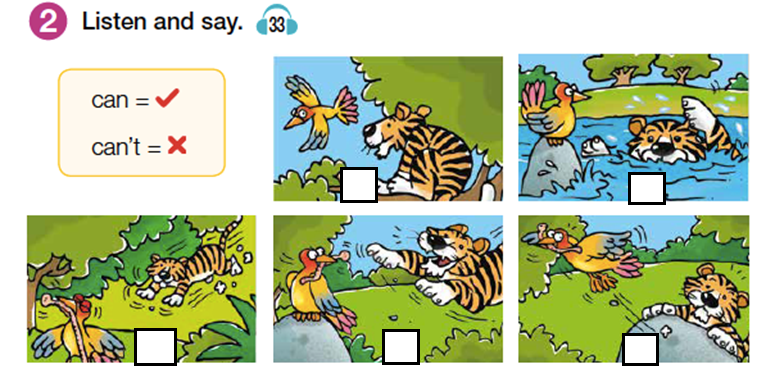 2 Listen and say. 33
can = ✓
can't = ✗